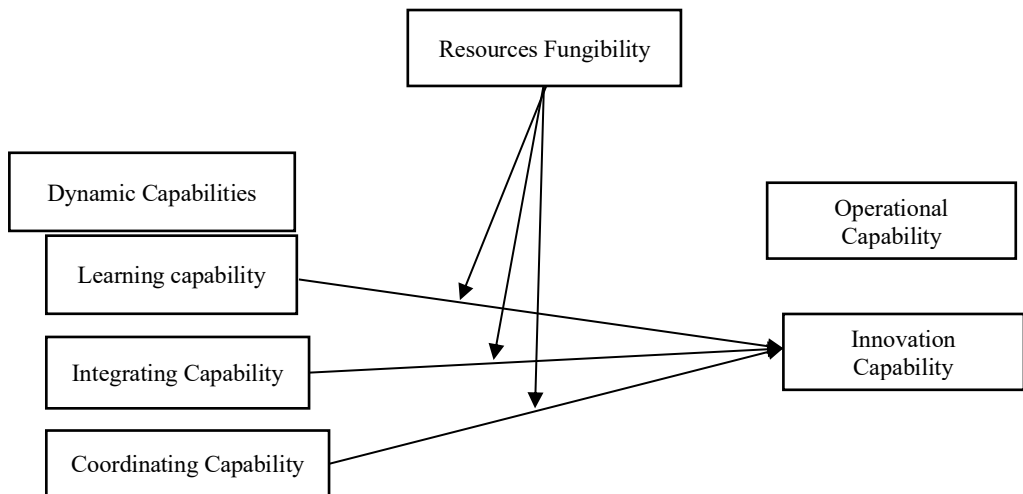 Resources Fungibility
Dynamic Capabilities
Operational
Capability
Learning capability
Innovation
Capability
Integrating Capability
Coordinating Capability